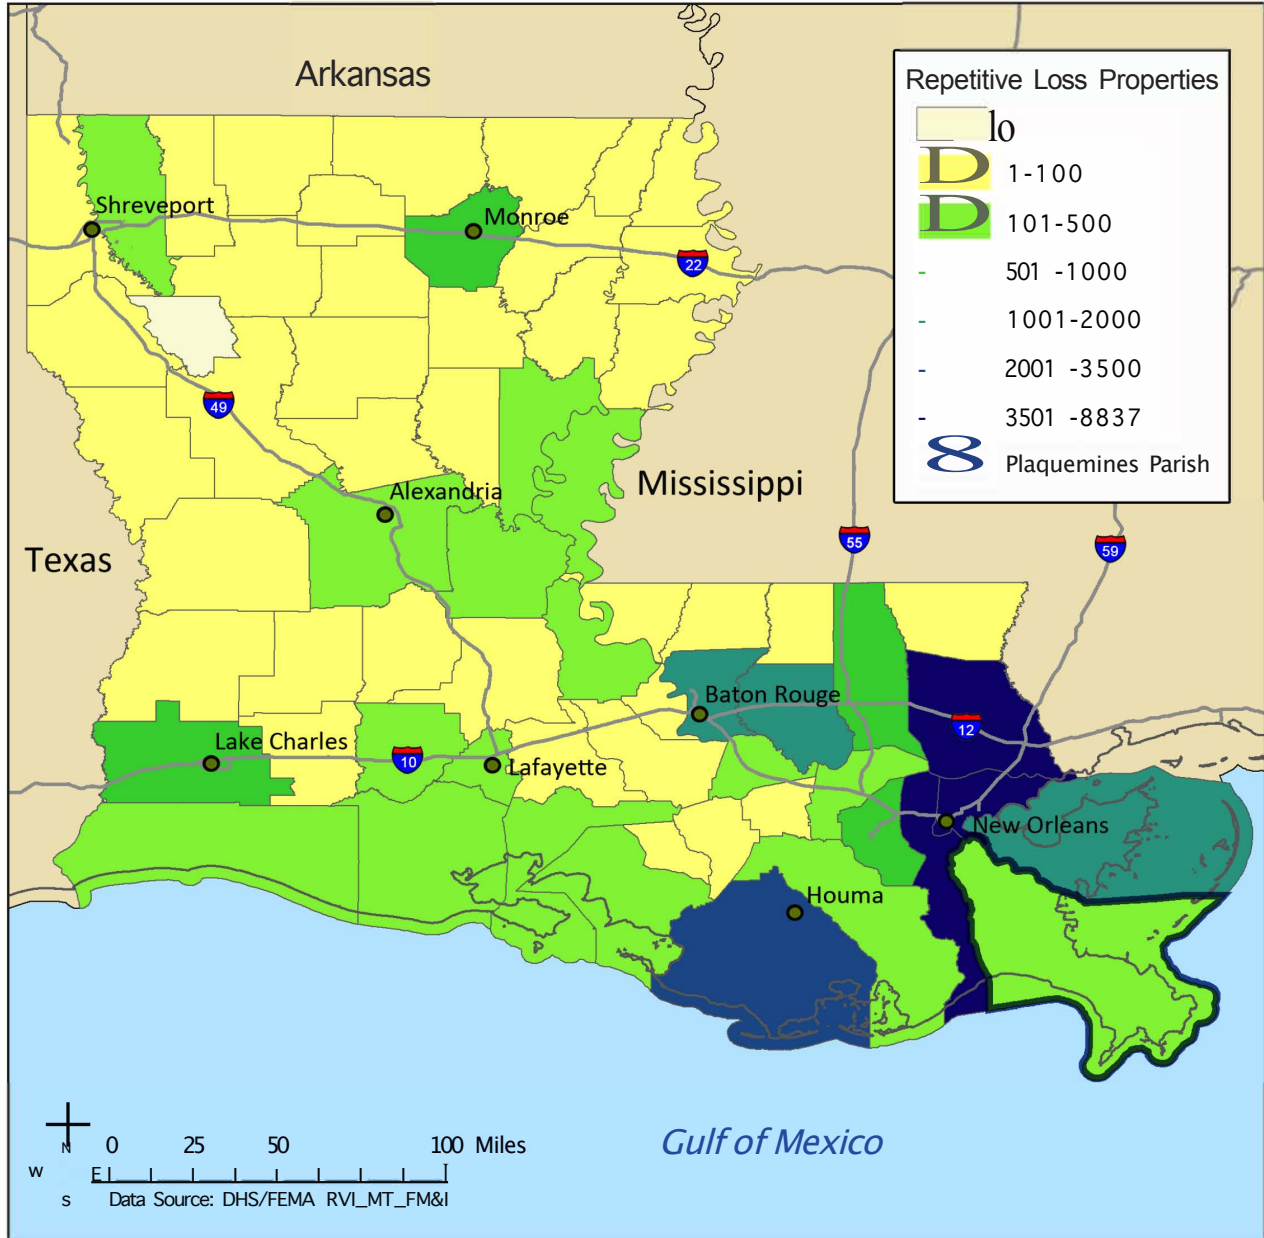 Arkansas
Repetitive Loss Properties
lo
D 1-100
D 101-500
- 501 -1000
- 1001-2000
- 2001 -3500
- 3501 -8837
8 Plaquemines Parish
Shreveport
Monroe
22
49
Mississippi
Alexandria
55
59
Texas
Baton Rouge
12
Lake Charles
10
Lafayette
New Orleans
Houma
Gulf of Mexico
N
0 25 50 100 Miles
W E
S
Data Source: DHS/FEMA RVI_MT_FM&I